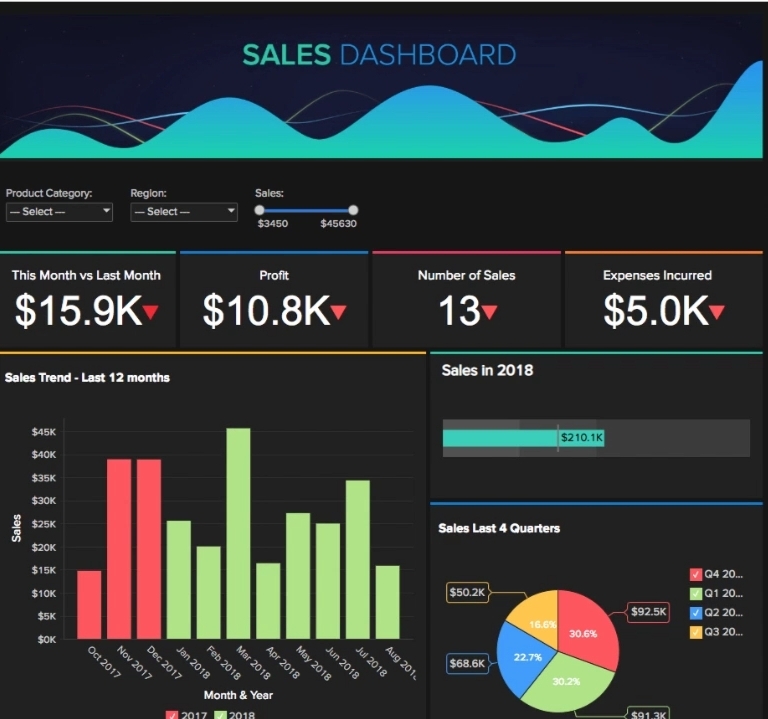 SALES DASHBOARD
Product Category:
Region:
Sales:
--- Select ---
--- Select ---
$3450
$45630
This Month vs Last Month
Profit
Number of Sales
Expenses Incurred
$15.9K
$10.8K
13
$5.0K
Sales Trend - Last 12 months
$45K
$40K
$35K
$30K
$25K
$20K
$15K
$10K
$5K
$0K
Sales
Oct 2017
Nov 2017
Dec 2017
Jan 2018
Feb 2018
Mar 2018
Apr 2018
May 2018
Jun 2018
Jul 2018
Aug 201
Month & Year
2017
2018
Sales in 2018
$210.1K
Sales Last 4 Quarters
$50.2K
$92.5K
$68.6K
$91.3K
16.6%
30.6%
22.7%
30.2%
Q4 20...
Q1 20...
Q2 20...
Q3 20...